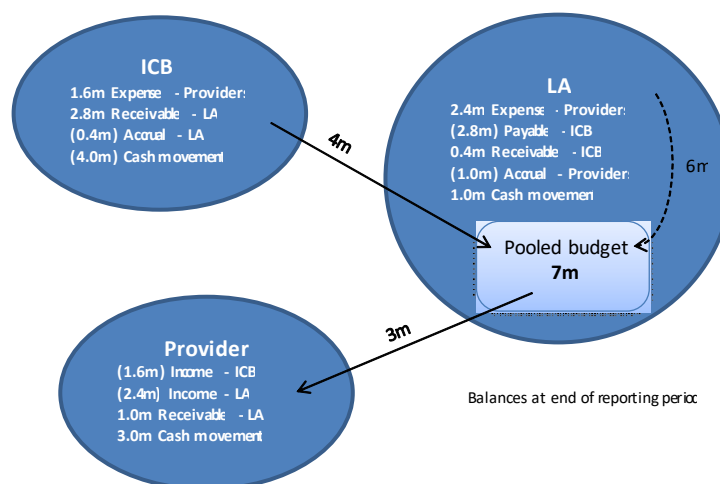 ICB
1.6m Expense - Providers
2.8m Receivable - LA
(0.4m) Accrual - LA
(4.0m) Cash movement
LA
2.4m Expense - Providers
(2.8m) Payable - ICB
0.4m Receivable - ICB
(1.0m) Accrual - Providers
1.0m Cash movement
4m
6m
Pooled budget
7m
3m
Provider
(1.6m) Income - ICB
(2.4m) Income - LA
1.0m Receivable - LA
3.0m Cash movement
Balances at end of reporting period